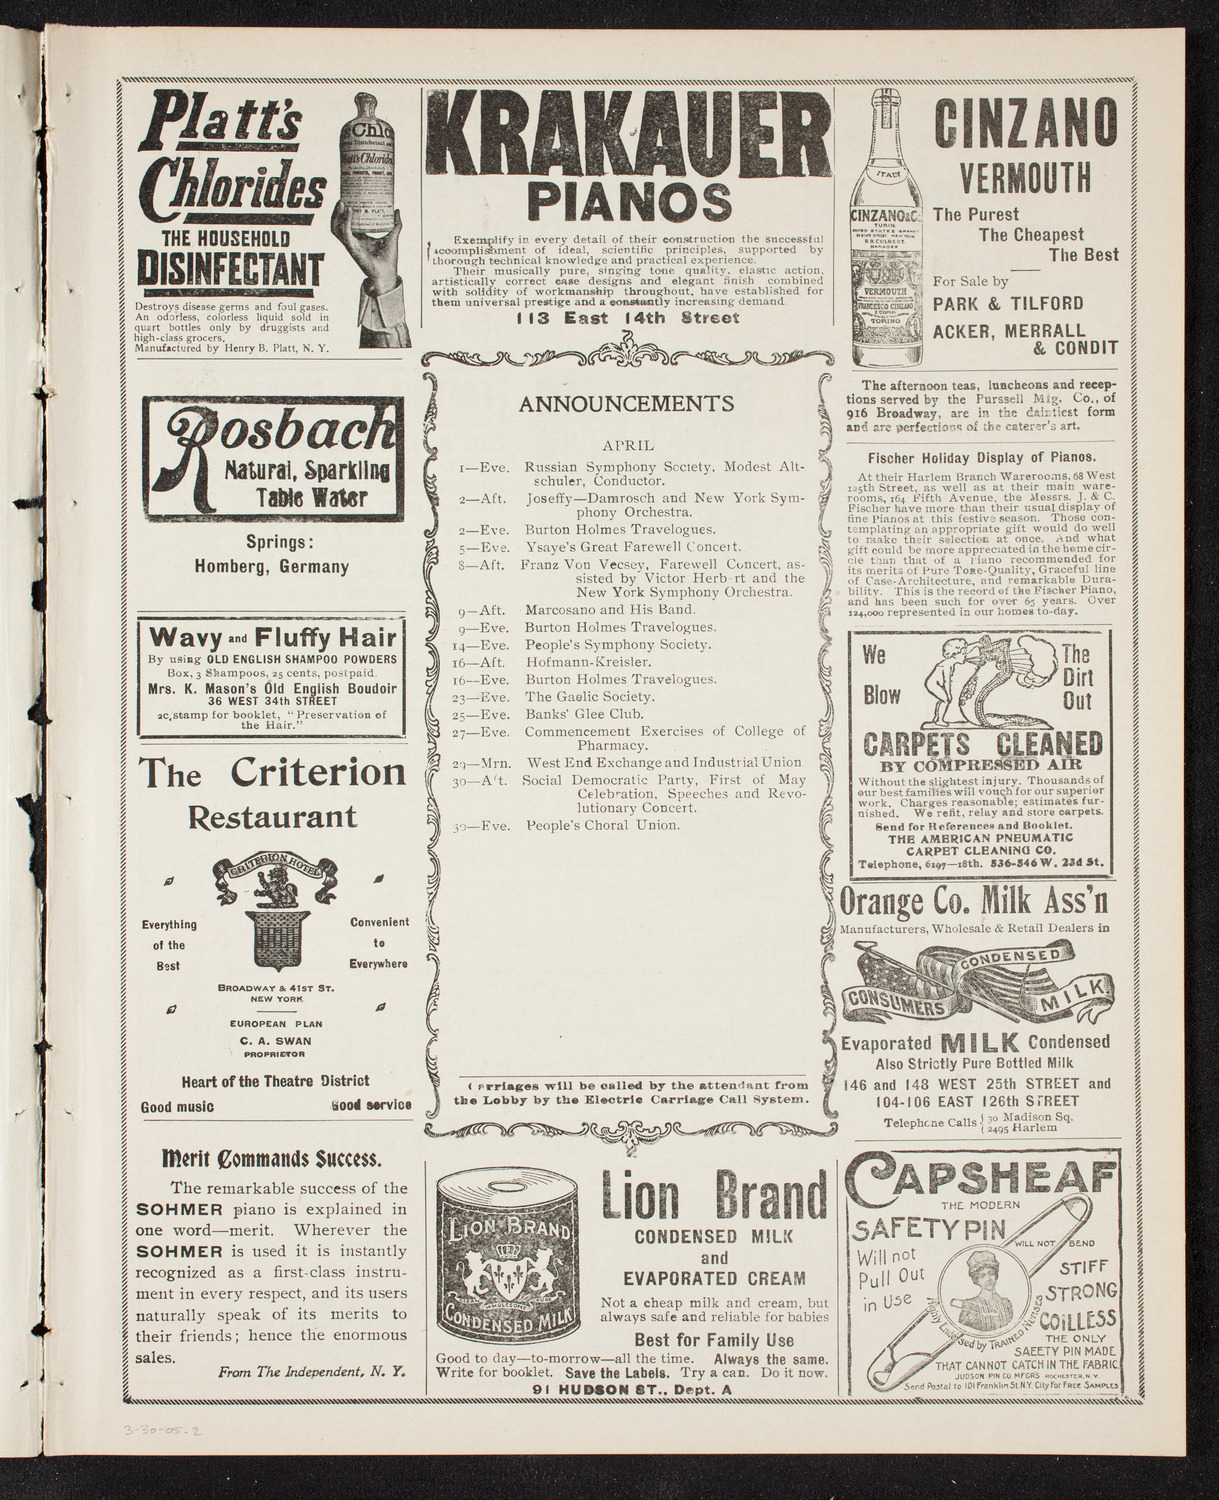 Platt's
Chlorides
THE HOUSEHOLD
DISINFECTANT
Destroys disease germs and foul gases.
An odorless, colorless liquid sold in
quart bottles only by druggists and
high-class grocers.
Manufactured by Henry B. Platt, N. Y.
Rosbach
Natural, Sparkling
Table Water
Springs:
Homberg, Germany
Wavy and Fluffy Hair
By using OLD ENGLISH SHAMPOO POWDERS
Box, 3 Shampoos, 25 cents, postpaid.
Mrs. K. Mason's Old English Boudoir
36 WEST 34th STREET
2c. stamp for booklet, "Preservation of
the Hair."
The Criterion
Restaurant
CRITERION HOTEL
Everything
of the
Best
Convenient
to
Everywhere
BROADWAY & 41ST ST.
NEW YORK
EUROPEAN PLAN
C. A. SWAN
PROPRIETOR
Heart of the Theatre District
Good music Good service
Merit Commands Success.
The remarkable success of the
SOHMER piano is explained in
one word—merit. Wherever the
SOHMER is used it is instantly
recognized as a first-class instru-
ment in every respect, and its users
naturally speak of its merits to
their friends; hence the enormous
sales.
From The Independent, N. Y.
KRAKAUER
PIANOS
Exemplify in every detail of their construction the successful
accomplishment of ideal, scientific principles, supported by
thorough technical knowledge and practical experience.
Their musically pure, singing tone quality, elastic action,
artistically correct case designs and elegant finish combined
with solidity of workmanship throughout, have established for
them universal prestige and a constantly increasing demand.
113 East 14th Street
ANNOUNCEMENTS
APRIL
1—Eve. Russian Symphony Society, Modest Alt-
schuler, Conductor.
2—Aft. Joseffy—Damrosch and New York Sym-
phony Orchestra.
2—Eve. Burton Holmes Travelogues.
5—Eve. Ysaye's Great Farewell Concert.
8—Aft. Franz Von Vecsey, Farewell Concert, as-
sisted by Victor Herbert and the
New York Symphony Orchestra.
9—Aft. Marcosano and His Band.
9—Eve. Burton Holmes Travelogues.
14—Eve. People's Symphony Society.
16—Aft. Hofmann-Kreisler.
16—Eve. Burton Holmes Travelogues.
23—Eve. The Gaelic Society.
25—Eve. Banks' Glee Club.
27—Eve. Commencement Exercises of College of
Pharmacy.
29—Mrn. West End Exchange and Industrial Union
30—Aft. Social Democratic Party, First of May
Celebration, Speeches and Revo-
lutionary Concert.
30—Eve. People's Choral Union.
Carriages will be called by the attendant from
the Lobby by the Electric Carriage Call System.
LION BRAND
CONDENSED MILK
Lion Brand
CONDENSED MILK
and
EVAPORATED CREAM
Not a cheap milk and cream, but
always safe and reliable for babies
Best for Family Use
Good to day—to-morrow—all the time. Always the same.
Write for booklet. Save the Labels. Try a can. Do it now.
91 HUDSON ST., Dept. A
ITALY
CINZANO & C.
TURIN.
VERMOUTH
FRANCESCO CINZANO
TORINO
CINZANO
VERMOUTH
The Purest
The Cheapest
The Best
For Sale by
PARK & TILFORD
ACKER, MERRALL
& CONDIT
The afternoon teas, luncheons and recep-
tions served by the Purssell Mfg. Co., of
916 Broadway, are in the daintiest form
and are perfections of the caterer's art.
Fischer Holiday Display of Pianos.
At their Harlem Branch Warerooms, 68 West
125th Street, as well as at their main ware-
rooms, 164 Fifth Avenue, the Messrs. J. & C.
Fischer have more than their usual display of
fine Pianos at this festive season. Those con-
templating an appropriate gift would do well
to make their selection at once. And what
gift could be more appreciated in the home cir-
cle than that of a Piano recommended for
its merits of Pure Tone-Quality, Graceful line
of Case-Architecture, and remarkable Dura-
bility. This is the record of the Fischer Piano,
and has been such for over 65 years. Over
124,000 represented in our homes to-day.
We
Blow
The
Dirt
Out
CARPETS CLEANED
BY COMPRESSED AIR
Without the slightest injury. Thousands of
our best families will vouch for our superior
work. Charges reasonable; estimates fur-
nished. We refit, relay and store carpets.
Send for References and Booklet.
THE AMERICAN PNEUMATIC
CARPET CLEANING CO.
Telephone, 6197—18th. 536-546 W. 23d St.
Orange Co. Milk Ass'n
Manufacturers, Wholesale & Retail Dealers in
CONSUMERS CONDENSED MILK
Evaporated MILK Condensed
Also Strictly Pure Bottled Milk
146 and 148 WEST 25th STREET and
104-106 EAST 126th STREET
Telephone Calls { 30 Madison Sq.
2495 Harlem
CAPSHEAF
THE MODERN
SAFETY PIN
WILL NOT BEND
Will not
Pull Out
in Use
STIFF
STRONG
COILLESS
Highly Endorsed by TRAINED Nurses
THE ONLY
SAFETY PIN MADE
THAT CANNOT CATCH IN THE FABRIC.
JUDSON PIN CO MFGRS ROCHESTER, N.Y.
Send Postal to 101 Franklin St N.Y. City for FREE SAMPLES
3-30-05-2